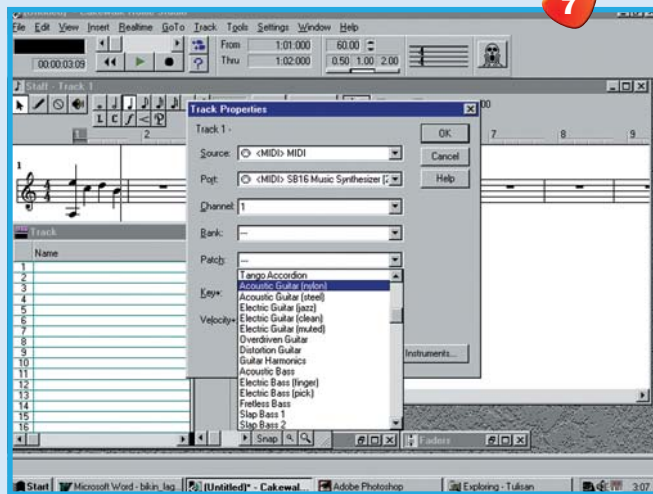 7
File Edit View Insert Realtime GoTo Track Tools Settings Window Help
From 1:01:000 60.00
00:00:03:09 Thru 1:02:000 0.50 1.00 2.00
Staff - Track 1
Track Properties
Track 1 -
OK
1 2 7 8 9
Source: <MIDI> MIDI
Cancel
Port: <MIDI> SB16 Music Synthesizer
Help
1
Channel: 1
Track
Bank: ---
Name
Patch: ---
Tango Accordion
Acoustic Guitar (nylon)
Acoustic Guitar (steel)
Electric Guitar (jazz)
Electric Guitar (clean)
Electric Guitar (muted)
Overdriven Guitar
Distortion Guitar
Guitar Harmonics
Acoustic Bass
Electric Bass (finger)
Electric Bass (pick)
Fretless Bass
Slap Bass 1
Slap Bass 2
Key+:
Velocity+:
Instruments...
1
2
3
4
5
6
7
8
9
10
11
12
13
14
15
16
Snap
Faders
Start Microsoft Word - bikin_lag... (Untitled)* - Cakewal... Adobe Photoshop Exploring - Tulisan 3:07